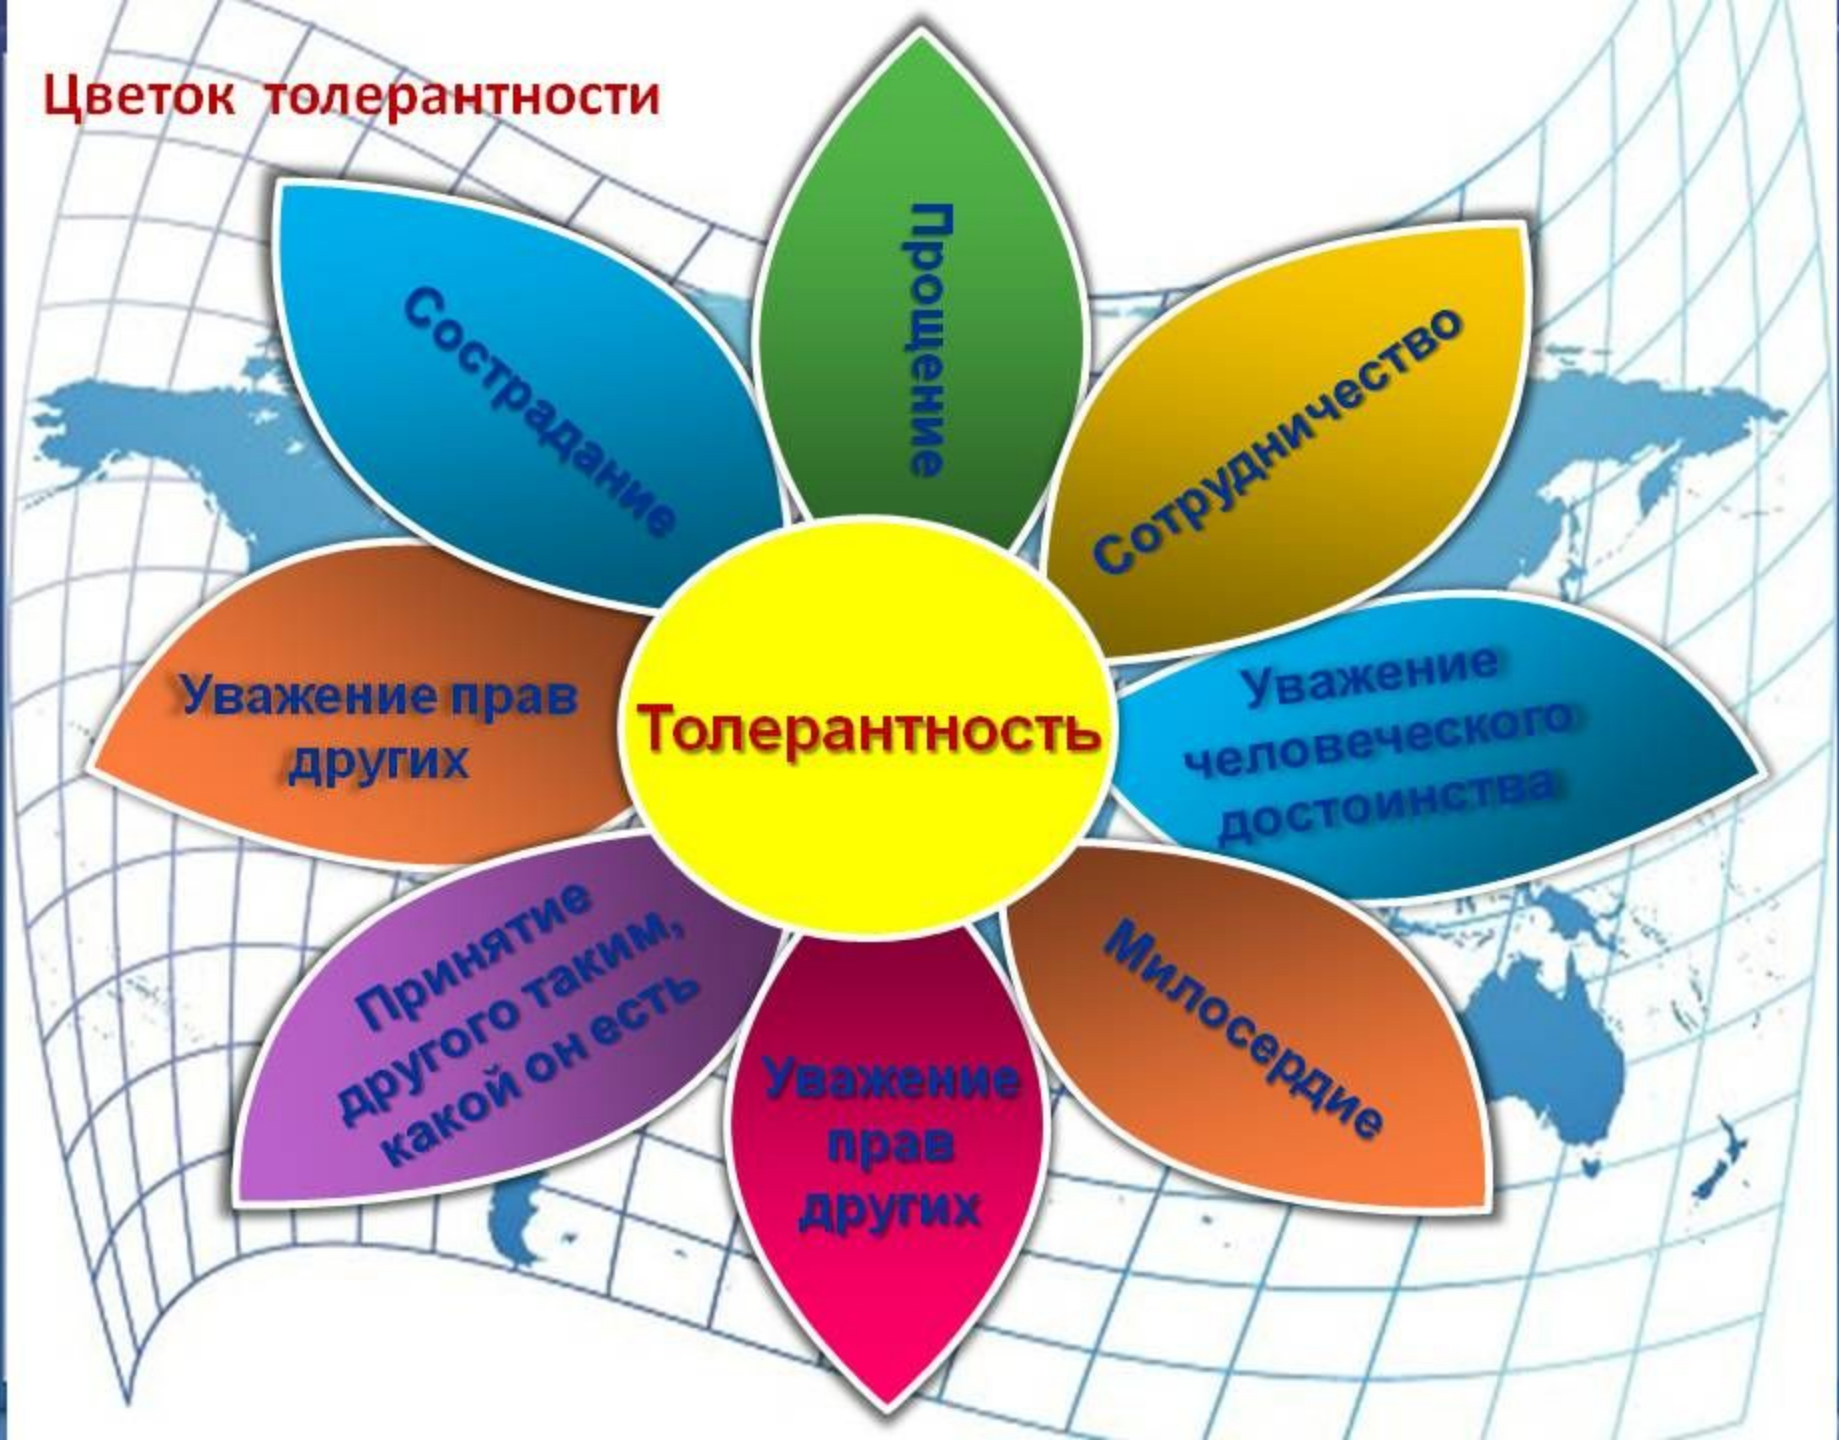 Цветок толерантности
Прощение
Сострадание
Сотрудничество
Уважение прав
других
Толерантность
Уважение
человеческого
достоинства
Принятие
другого таким,
какой он есть
Милосердие
Уважение
прав
других